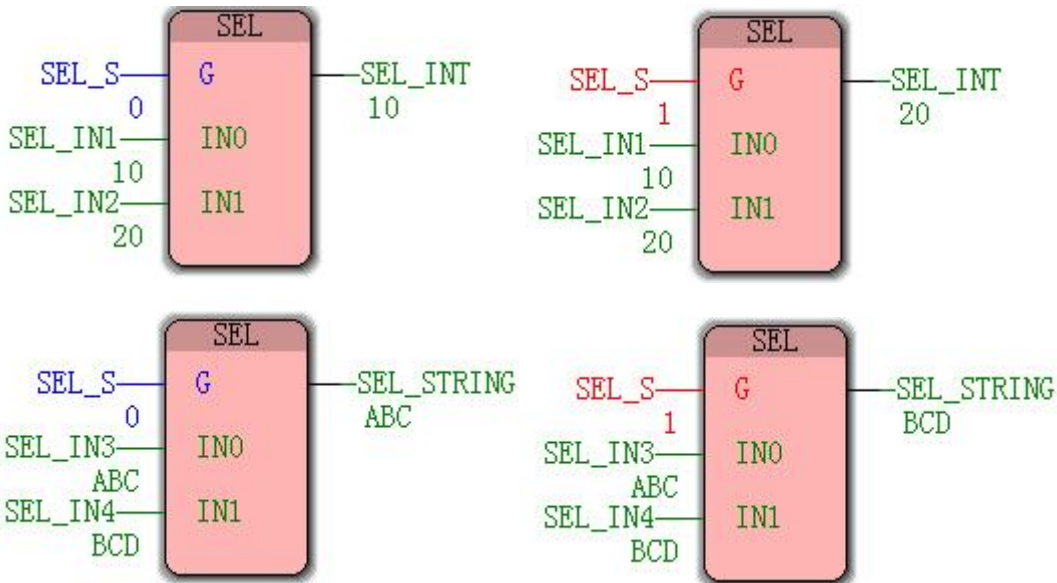 SEL
SEL_S G SEL_INT
0 10
SEL_IN1 IN0
10
SEL_IN2 IN1
20
SEL
SEL_S G SEL_INT
1 20
SEL_IN1 IN0
10
SEL_IN2 IN1
20
SEL
SEL_S G SEL_STRING
0 ABC
SEL_IN3 IN0
ABC
SEL_IN4 IN1
BCD
SEL
SEL_S G SEL_STRING
1 BCD
SEL_IN3 IN0
ABC
SEL_IN4 IN1
BCD